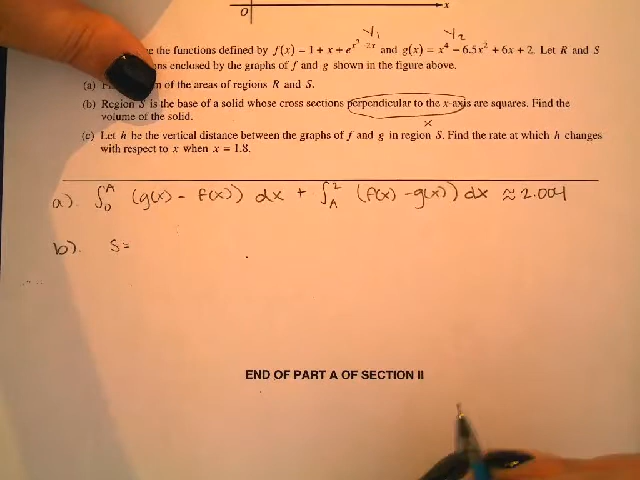 O x
Y1 Y2
the functions defined by f(x) = 1 + x + e^{x² − 2x} and g(x) = x⁴ − 6.5x² + 6x + 2. Let R and S
enclosed by the graphs of f and g shown in the figure above.
(a) of the areas of regions R and S.
(b) Region S is the base of a solid whose cross sections perpendicular to the x-axis are squares. Find the
volume of the solid.
x
(c) Let h be the vertical distance between the graphs of f and g in region S. Find the rate at which h changes
with respect to x when x = 1.8.
a). ∫₀ᴬ (g(x) - f(x)) dx + ∫_A² (f(x) - g(x)) dx ≈ 2.004
b). S=
END OF PART A OF SECTION II